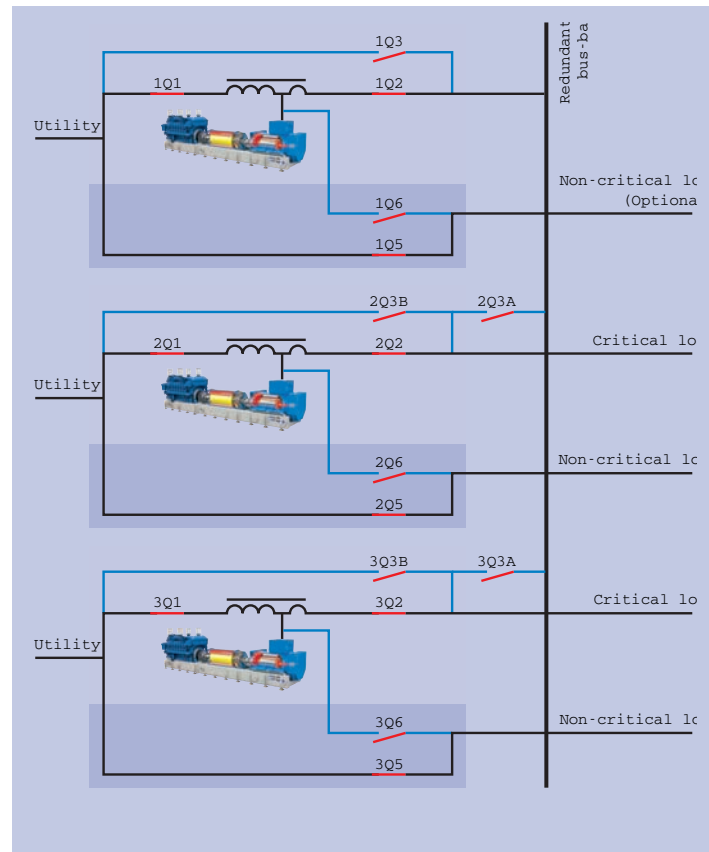 Redundant
bus-ba
1Q3
1Q1
1Q2
Utility
Non-critical lo
(Optiona
1Q6
1Q5
2Q3B
2Q3A
2Q1
2Q2
Critical lo
Utility
2Q6
Non-critical lo
2Q5
3Q3B
3Q3A
3Q1
3Q2
Critical lo
Utility
3Q6
Non-critical lo
3Q5